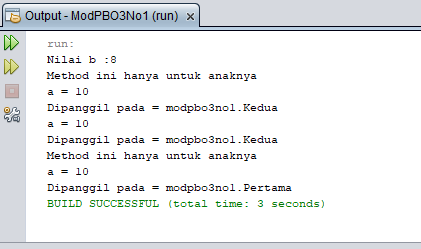 Output - ModPBO3No1 (run)
run:
Nilai b :8
Method ini hanya untuk anaknya
a = 10
Dipanggil pada = modpbo3no1.Kedua
a = 10
Dipanggil pada = modpbo3no1.Kedua
Method ini hanya untuk anaknya
a = 10
Dipanggil pada = modpbo3no1.Pertama
BUILD SUCCESSFUL (total time: 3 seconds)